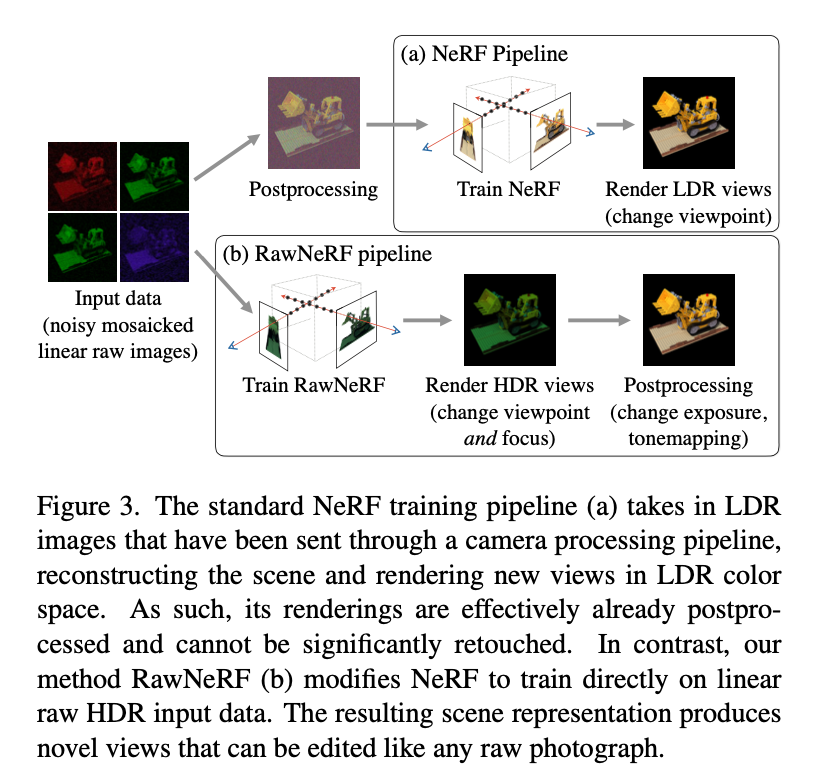 (a) NeRF Pipeline
Postprocessing
Train NeRF
Render LDR views
(change viewpoint)
Input data
(noisy mosaicked
linear raw images)
(b) RawNeRF pipeline
Train RawNeRF
Render HDR views
(change viewpoint
and focus)
Postprocessing
(change exposure,
tonemapping)
Figure 3. The standard NeRF training pipeline (a) takes in LDR
images that have been sent through a camera processing pipeline,
reconstructing the scene and rendering new views in LDR color
space. As such, its renderings are effectively already postpro-
cessed and cannot be significantly retouched. In contrast, our
method RawNeRF (b) modifies NeRF to train directly on linear
raw HDR input data. The resulting scene representation produces
novel views that can be edited like any raw photograph.